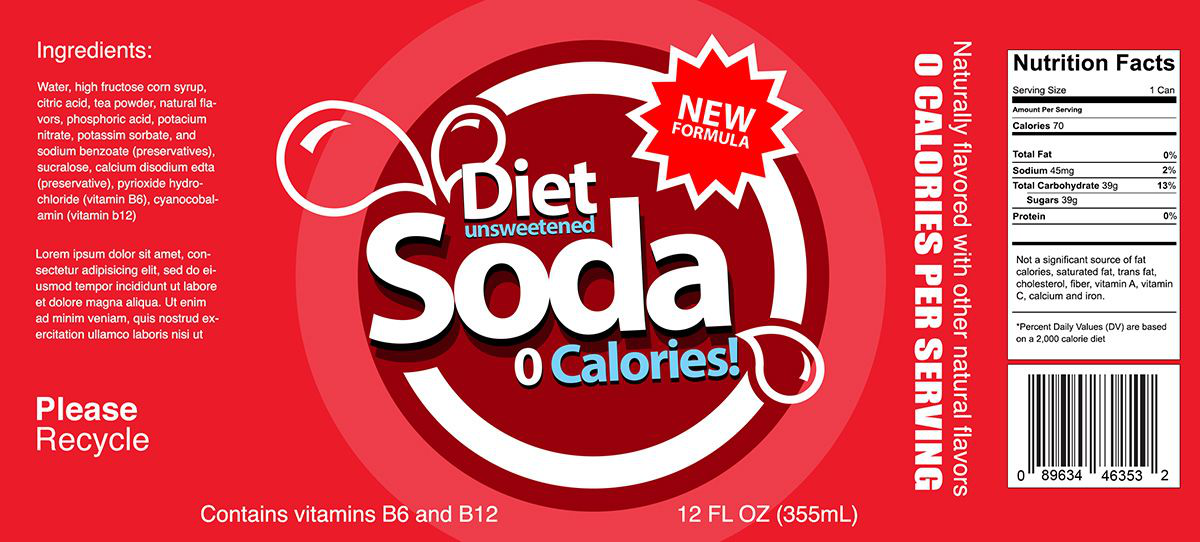 Ingredients:
Water, high fructose corn syrup,
citric acid, tea powder, natural fla-
vors, phosphoric acid, potacium
nitrate, potassim sorbate, and
sodium benzoate (preservatives),
sucralose, calcium disodium edta
(preservative), pyrioxide hydro-
chloride (vitamin B6), cyanocobal-
amin (vitamin b12)
Lorem ipsum dolor sit amet, con-
sectetur adipisicing elit, sed do ei-
usmod tempor incididunt ut labore
et dolore magna aliqua. Ut enim
ad minim veniam, quis nostrud ex-
ercitation ullamco laboris nisi ut
Please
Recycle
Contains vitamins B6 and B12
NEW
FORMULA
Diet
unsweetened
Soda
0 Calories!
12 FL OZ (355mL)
Naturally flavored with other natural flavors
0 CALORIES PER SERVING
Nutrition Facts
Serving Size 1 Can
Amount Per Serving
Calories 70
Total Fat 0%
Sodium 45mg 2%
Total Carbohydrate 39g 13%
Sugars 39g
Protein 0%
Not a significant source of fat
calories, saturated fat, trans fat,
cholesterol, fiber, vitamin A, vitamin
C, calcium and iron.
*Percent Daily Values (DV) are based
on a 2,000 calorie diet
0 89634 46353 2